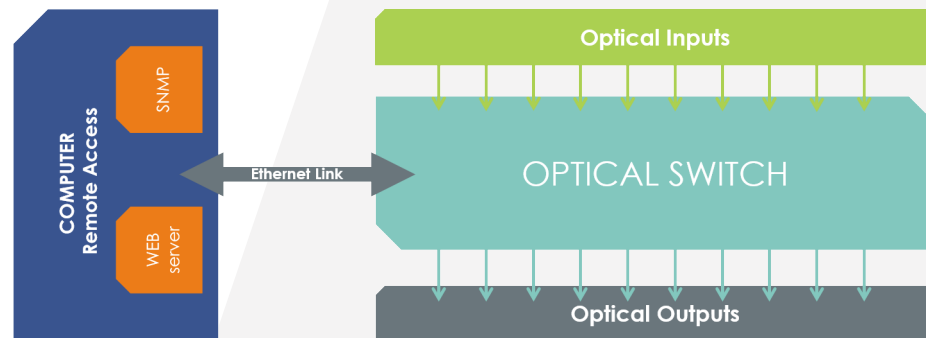 COMPUTER
Remote Access
SNMP
WEB
server
Ethernet Link
Optical Inputs
OPTICAL SWITCH
Optical Outputs